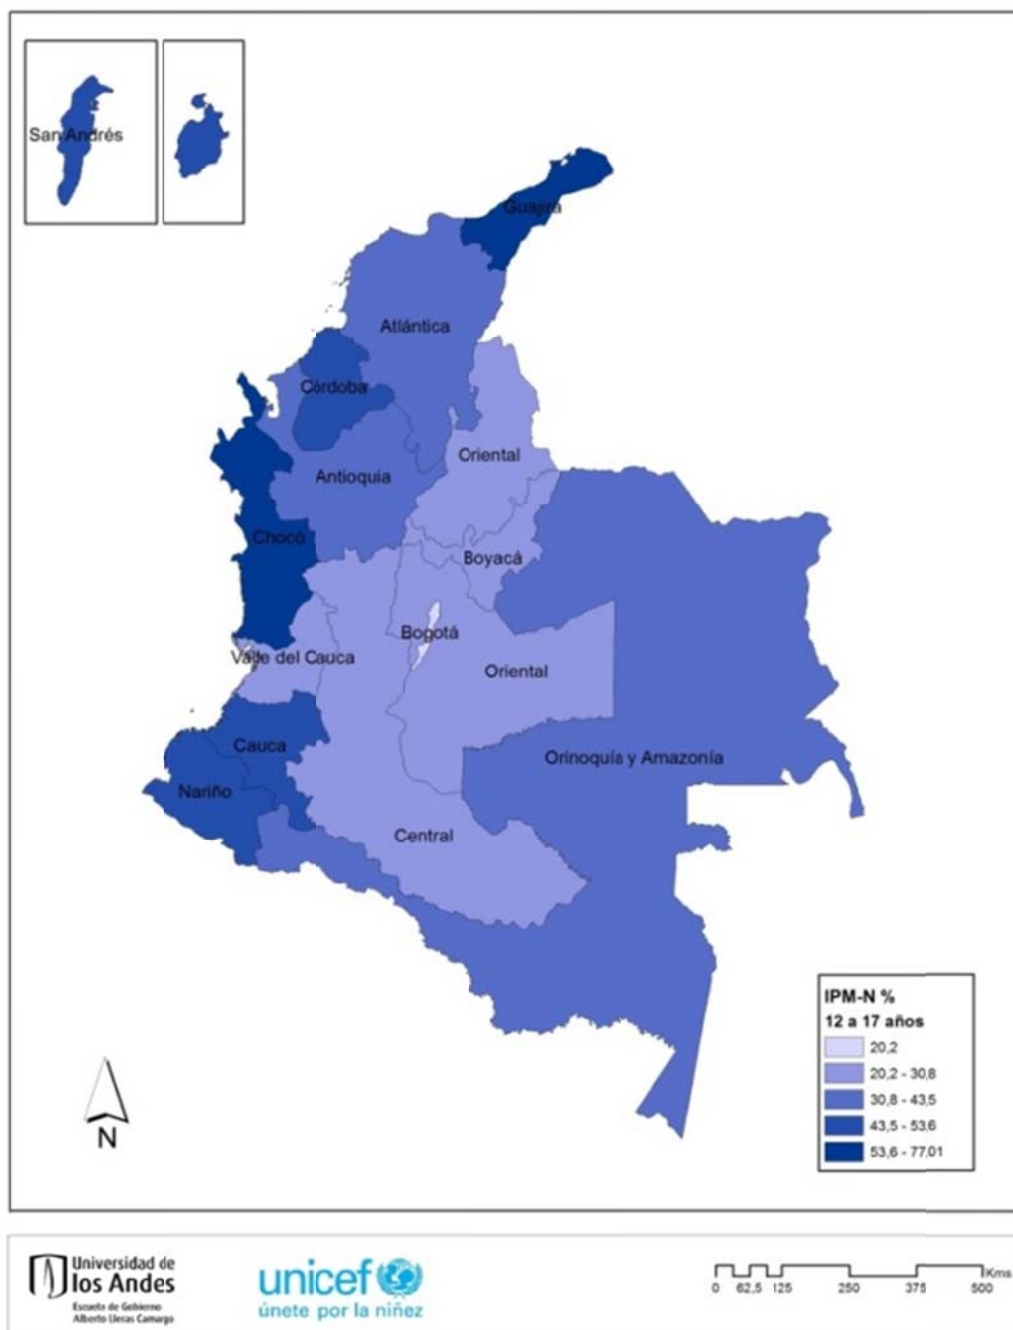 San Andrés
Guajira
Atlántica
Córdoba
Oriental
Antioquia
Chocó
Boyacá
Bogotá
Valle del Cauca
Oriental
Cauca
Orinoquía y Amazonía
Nariño
Central
IPM-N %
12 a 17 años
20,2
20,2 - 30,8
30,8 - 43,5
43,5 - 53,6
53,6 - 77,01
N
Universidad de
los Andes
Escuela de Gobierno
Alberto Lleras Camargo
unicef
únete por la niñez
Kms
0 62,5 125 250 375 500